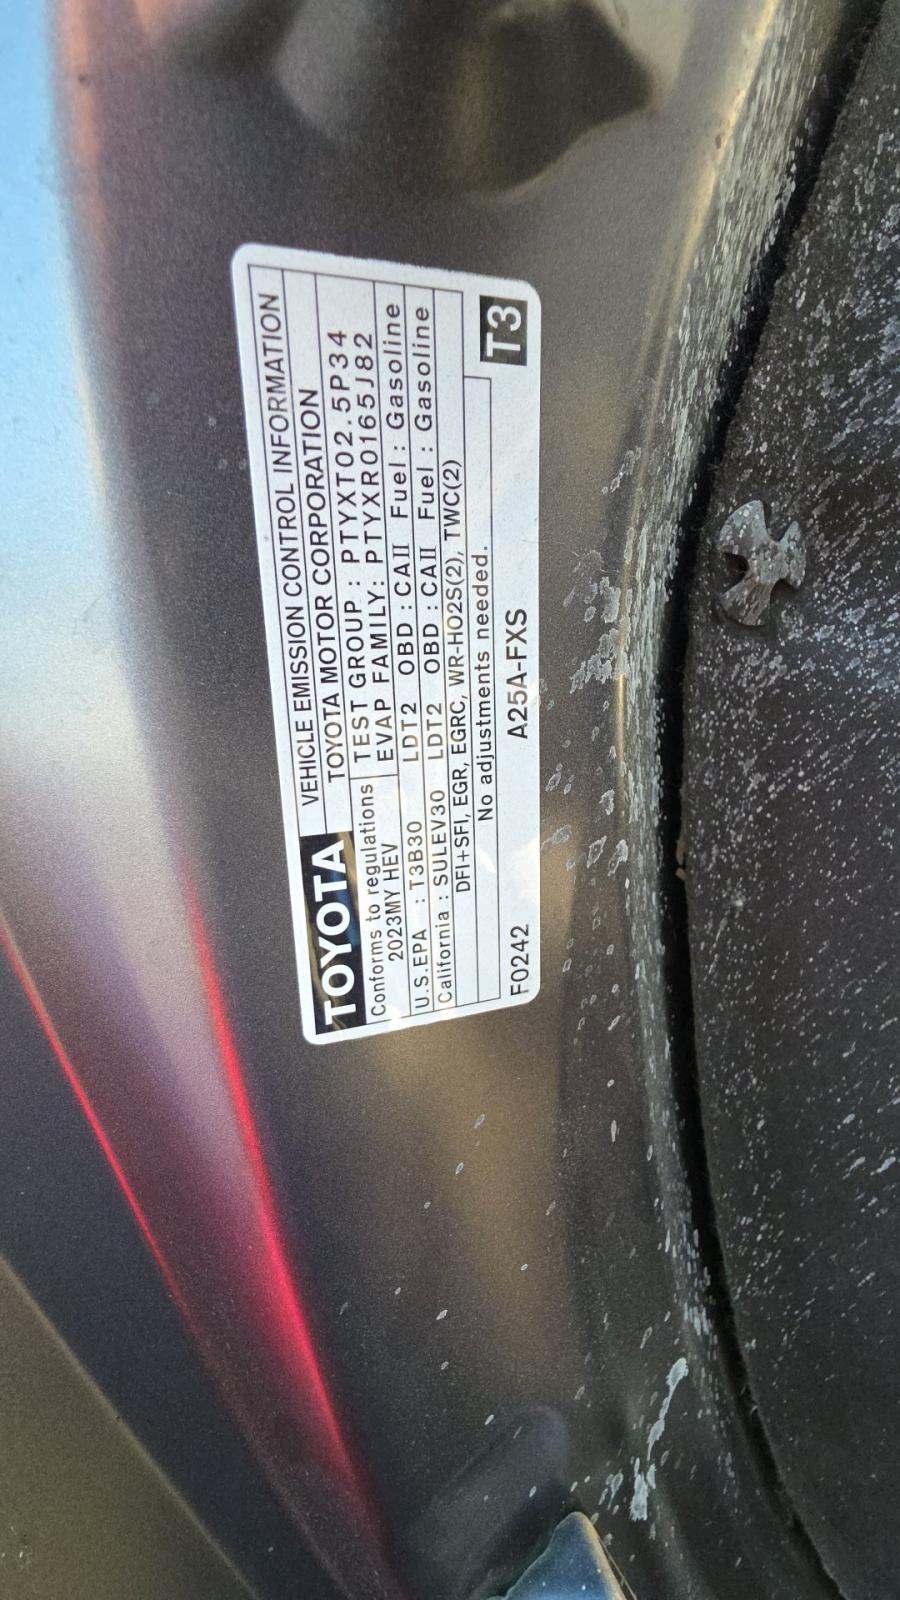 TOYOTA
VEHICLE EMISSION CONTROL INFORMATION
TOYOTA MOTOR CORPORATION
Conforms to regulations
2023MY HEV
TEST GROUP : PTYXT02.5P34
EVAP FAMILY: PTYXR0165J82
U.S.EPA : T3B30 LDT2 OBD : CAII Fuel : Gasoline
California : SULEV30 LDT2 OBD : CAII Fuel : Gasoline
DFI+SFI, EGR, EGRC, WR-HO2S(2), TWC(2)
No adjustments needed.
F0242 A25A-FXS T3